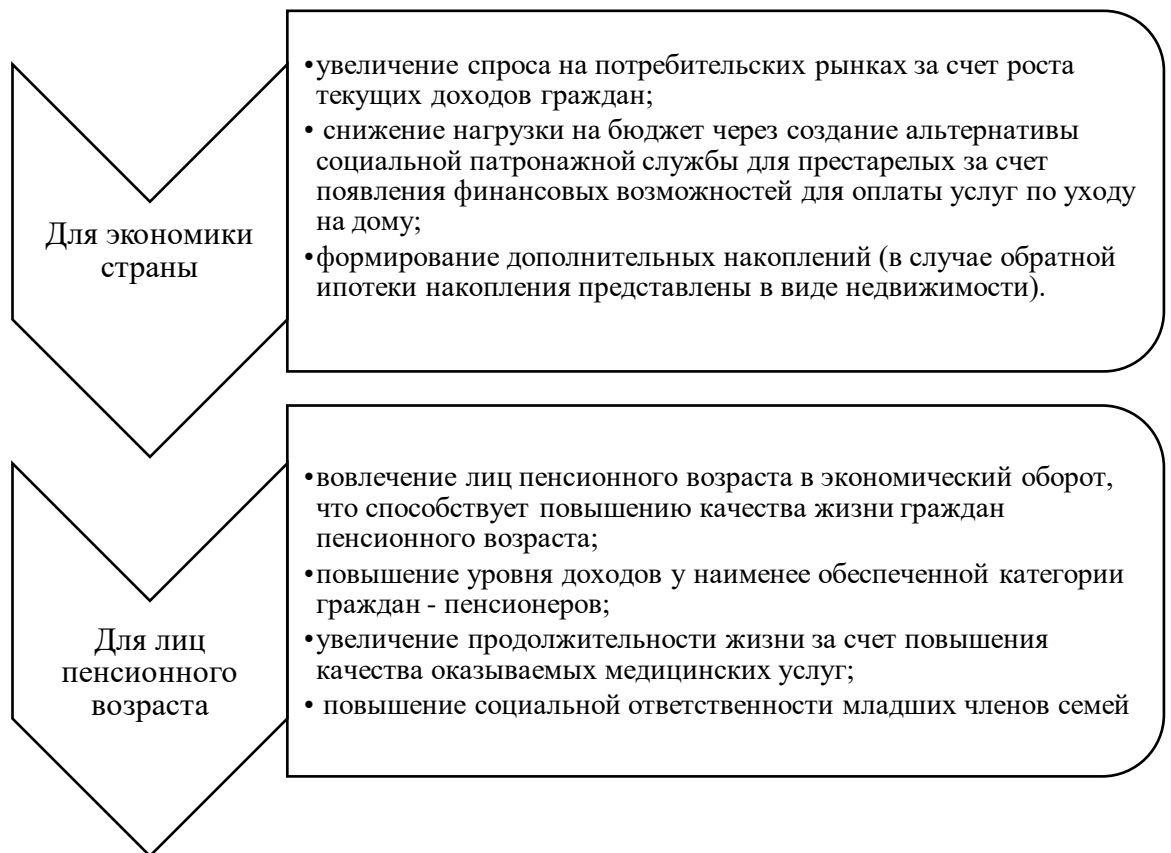 Для экономики
страны
•увеличение спроса на потребительских рынках за счет роста
текущих доходов граждан;
• снижение нагрузки на бюджет через создание альтернативы
социальной патронажной службы для престарелых за счет
появления финансовых возможностей для оплаты услуг по уходу
на дому;
•формирование дополнительных накоплений (в случае обратной
ипотеки накопления представлены в виде недвижимости).
Для лиц
пенсионного
возраста
•вовлечение лиц пенсионного возраста в экономический оборот,
что способствует повышению качества жизни граждан
пенсионного возраста;
•повышение уровня доходов у наименее обеспеченной категории
граждан - пенсионеров;
•увеличение продолжительности жизни за счет повышения
качества оказываемых медицинских услуг;
• повышение социальной ответственности младших членов семей